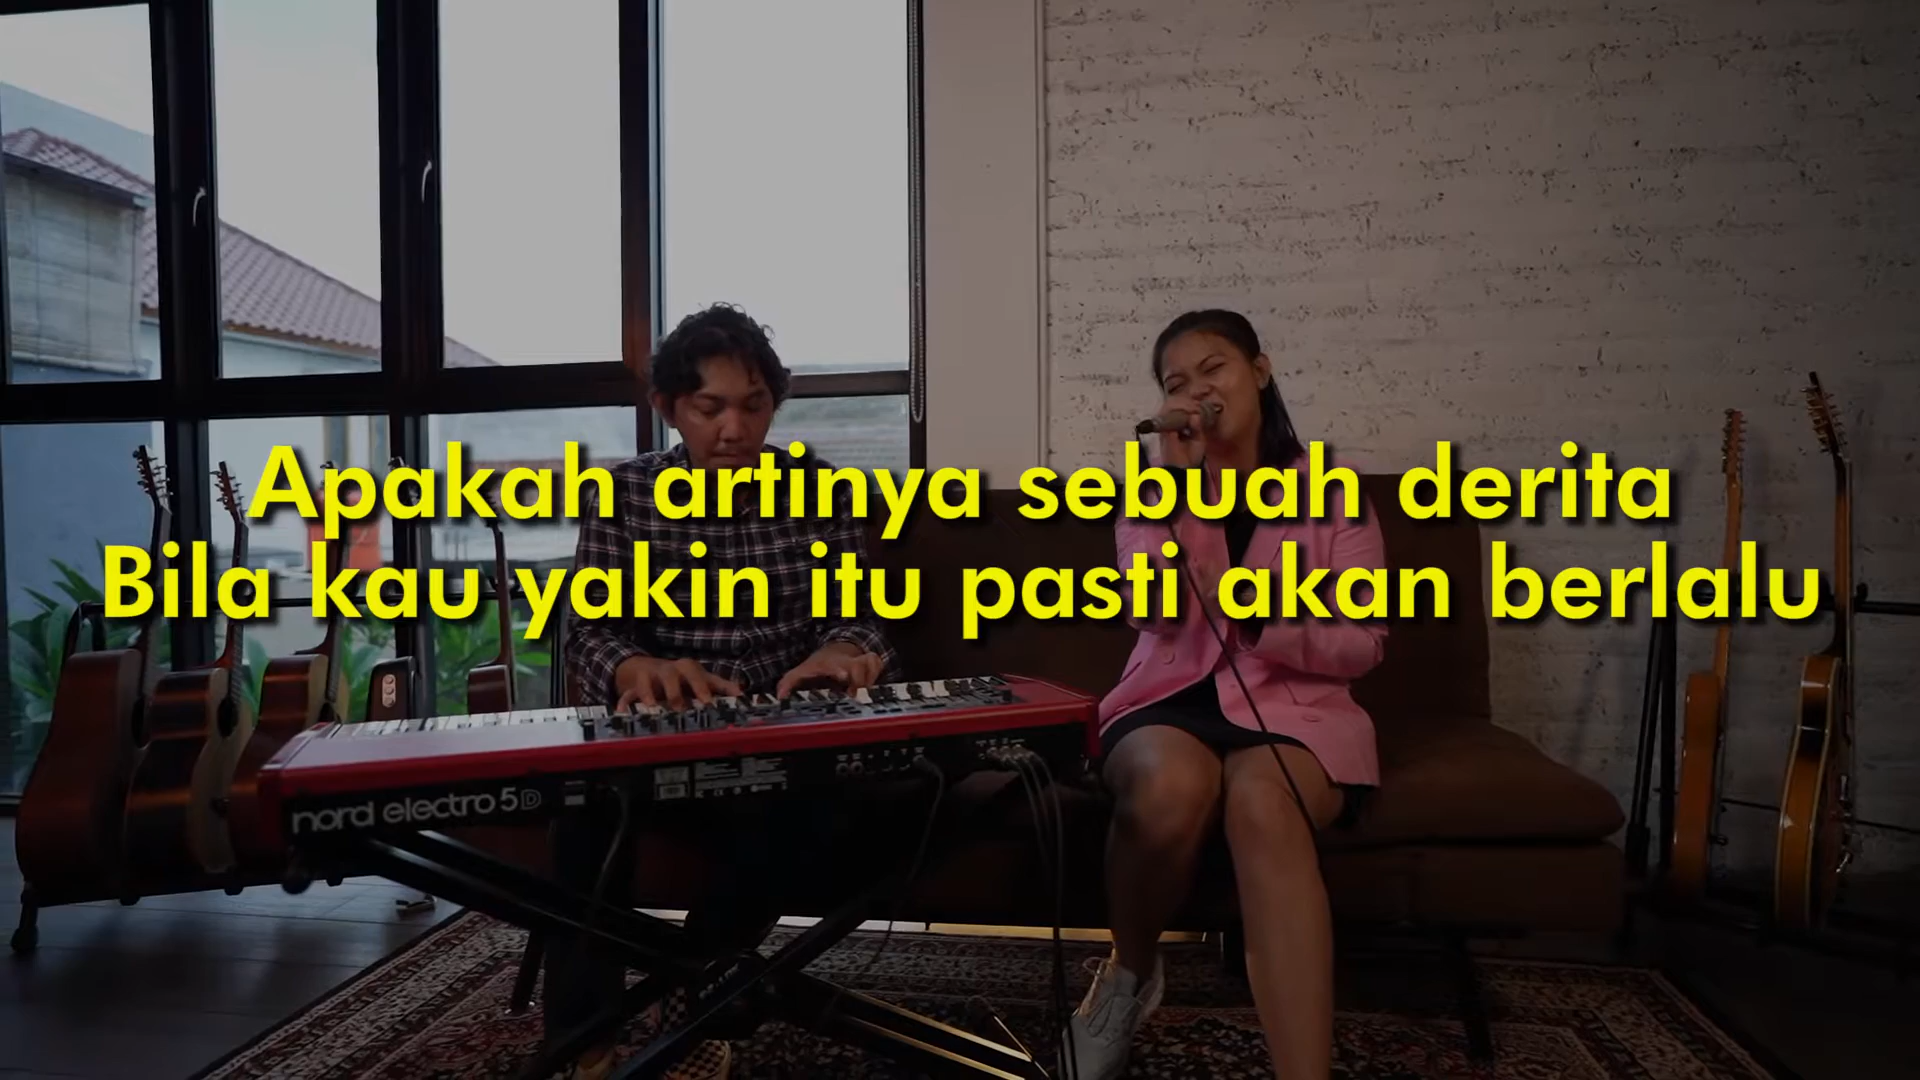 Apakah artinya sebuah derita
Bila kau yakin itu pasti akan berlalu
nord electro 5D